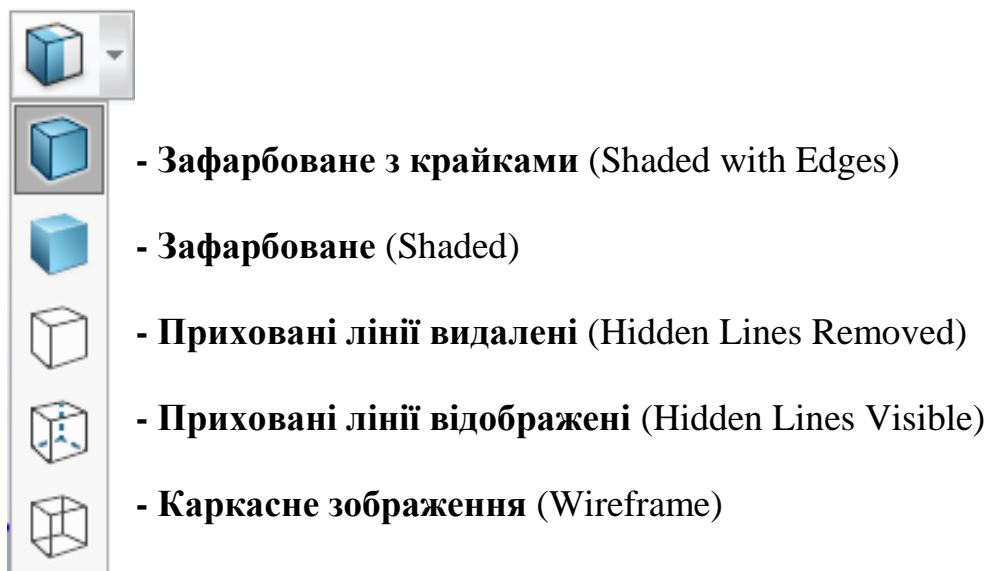 - Зафарбоване з крайками (Shaded with Edges)
- Зафарбоване (Shaded)
- Приховані лінії видалені (Hidden Lines Removed)
- Приховані лінії відображені (Hidden Lines Visible)
- Каркасне зображення (Wireframe)